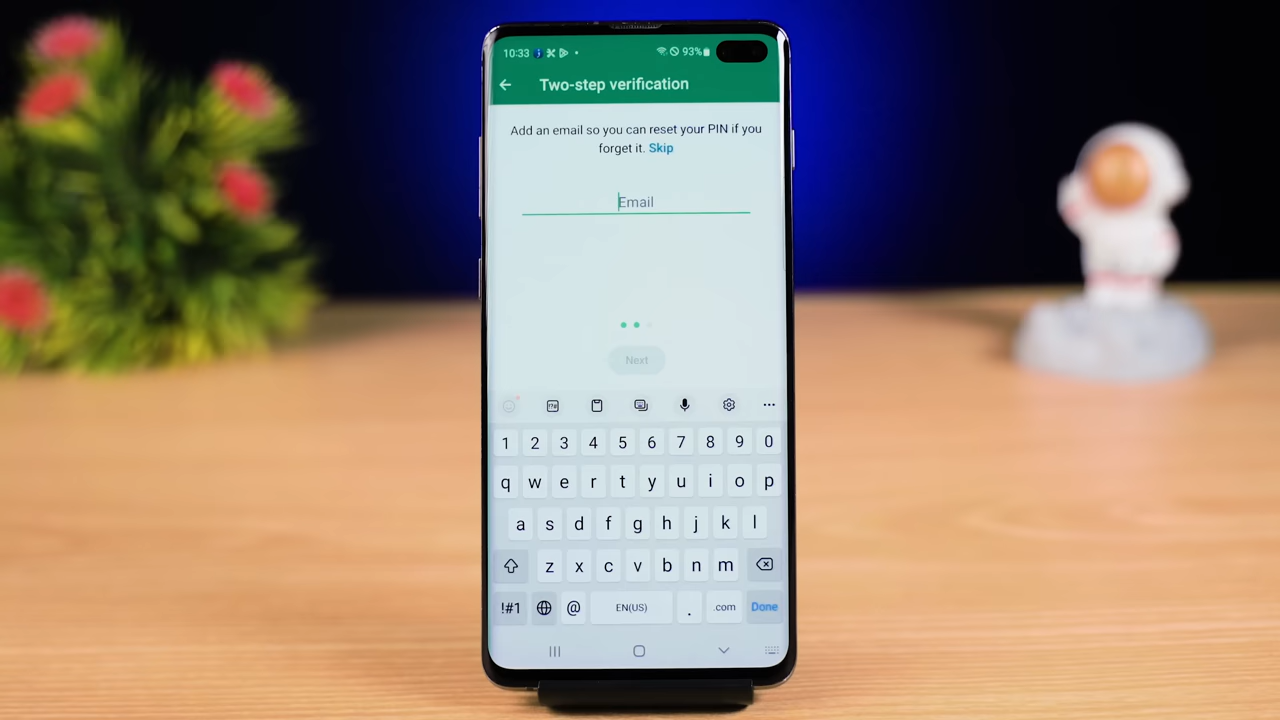 10:33 93%
Two-step verification
Add an email so you can reset your PIN if you
forget it. Skip
Email
Next
1 2 3 4 5 6 7 8 9 0
q w e r t y u i o p
a s d f g h j k l
z x c v b n m
!#1 @ EN(US) . .com Done